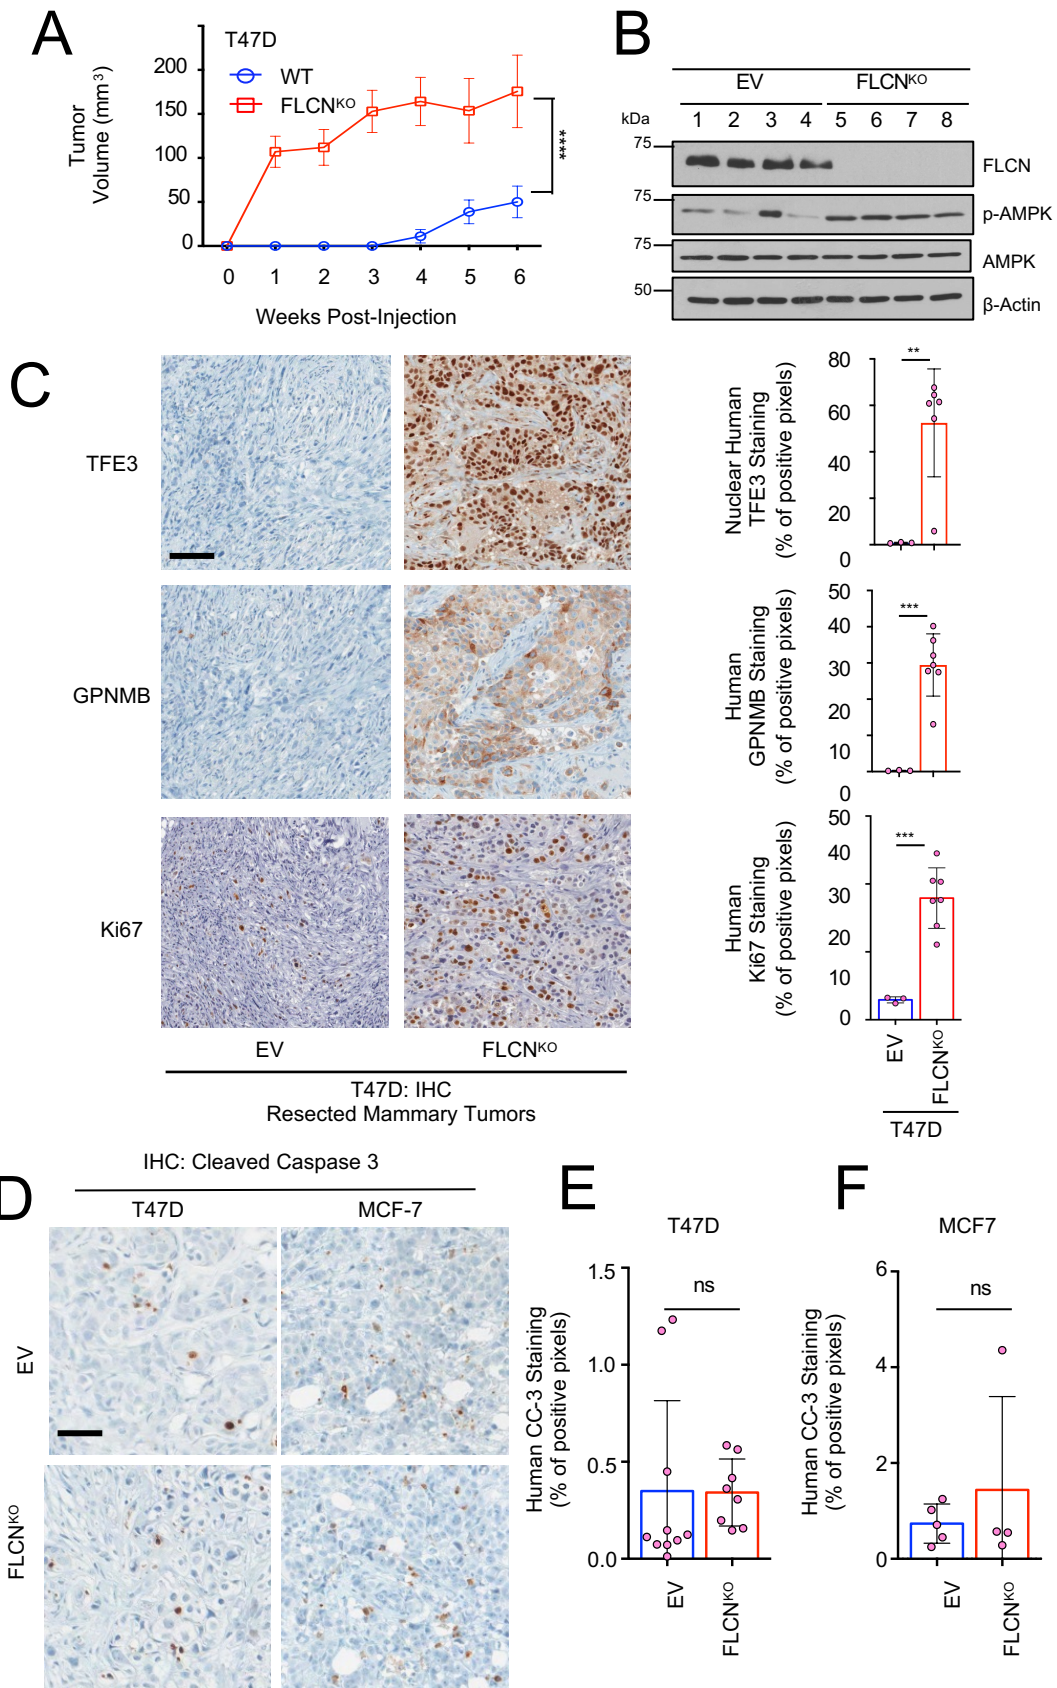 A
T47D
WT
FLCNKO
Tumor
Volume (mm3)
200
150
100
50
0
****
0 1 2 3 4 5 6
Weeks Post-Injection
B
EV FLCNKO
kDa 1 2 3 4 5 6 7 8
75 FLCN
75 p-AMPK
75 AMPK
50 β-Actin
C
TFE3
GPNMB
Ki67
EV FLCNKO
T47D: IHC
Resected Mammary Tumors
Nuclear Human
TFE3 Staining
(% of positive pixels)
80
60
40
20
0
**
Human
GPNMB Staining
(% of positive pixels)
50
40
30
20
10
0
***
Human
Ki67 Staining
(% of positive pixels)
50
40
30
20
10
0
***
EV FLCNKO
T47D
D
IHC: Cleaved Caspase 3
T47D MCF-7
EV
FLCNKO
E
T47D
Human CC-3 Staining
(% of positive pixels)
1.5
1.0
0.5
0.0
ns
EV FLCNKO
F
MCF7
Human CC-3 Staining
(% of positive pixels)
6
4
2
0
ns
EV FLCNKO